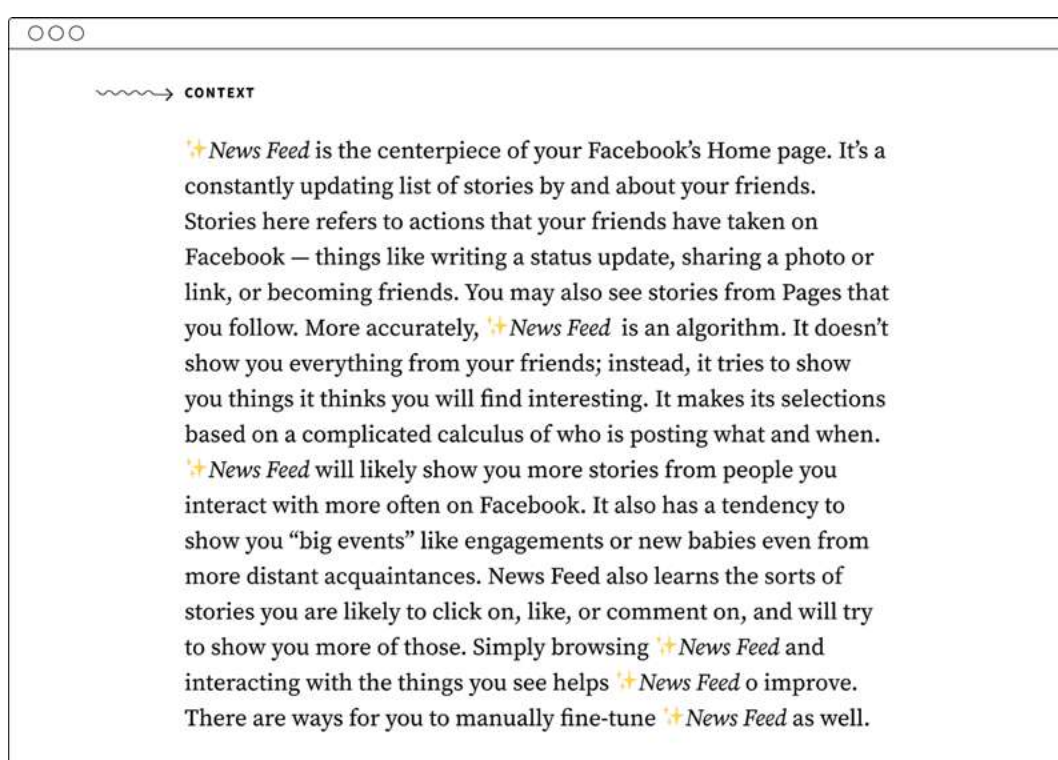 CONTEXT
✨News Feed is the centerpiece of your Facebook’s Home page. It’s a
constantly updating list of stories by and about your friends.
Stories here refers to actions that your friends have taken on
Facebook — things like writing a status update, sharing a photo or
link, or becoming friends. You may also see stories from Pages that
you follow. More accurately, ✨News Feed is an algorithm. It doesn’t
show you everything from your friends; instead, it tries to show
you things it thinks you will find interesting. It makes its selections
based on a complicated calculus of who is posting what and when.
✨News Feed will likely show you more stories from people you
interact with more often on Facebook. It also has a tendency to
show you “big events” like engagements or new babies even from
more distant acquaintances. News Feed also learns the sorts of
stories you are likely to click on, like, or comment on, and will try
to show you more of those. Simply browsing ✨News Feed and
interacting with the things you see helps ✨News Feed o improve.
There are ways for you to manually fine-tune ✨News Feed as well.